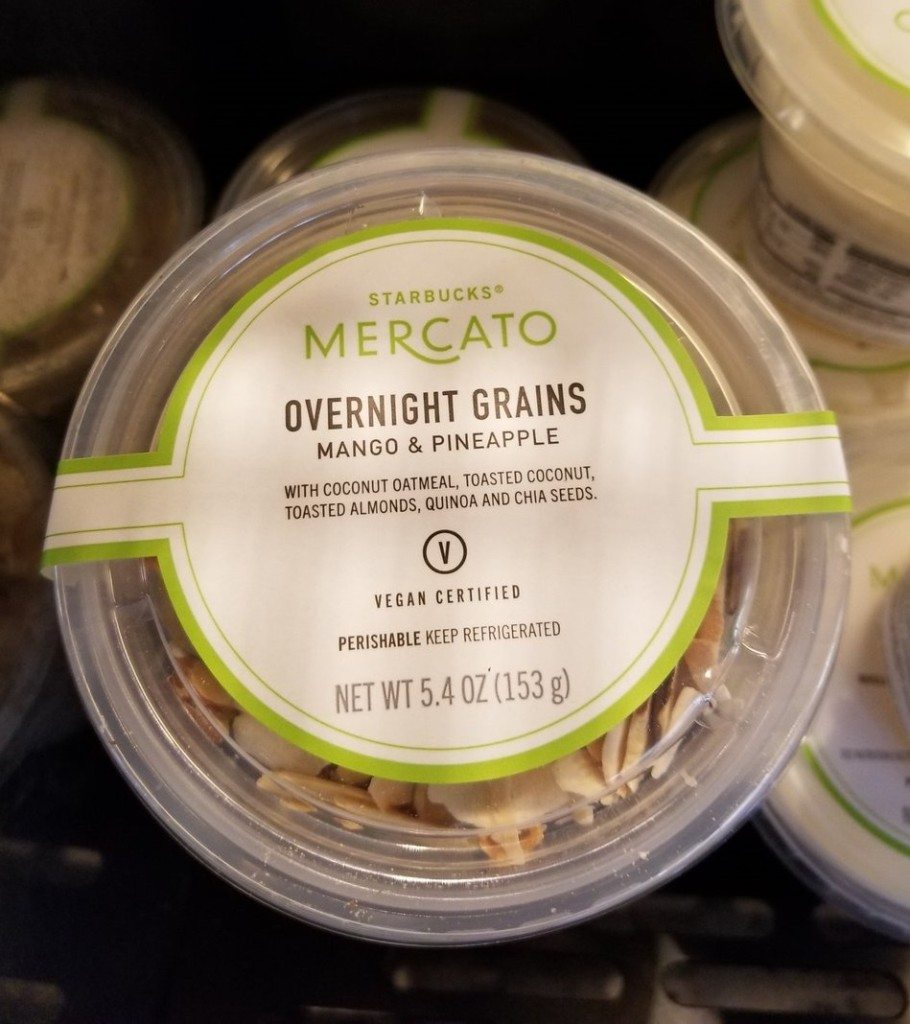 STARBUCKS®
MERCATO
OVERNIGHT GRAINS
MANGO & PINEAPPLE
WITH COCONUT OATMEAL, TOASTED COCONUT,
TOASTED ALMONDS, QUINOA AND CHIA SEEDS.
V
VEGAN CERTIFIED
PERISHABLE KEEP REFRIGERATED
NET WT 5.4 OZ (153 g)